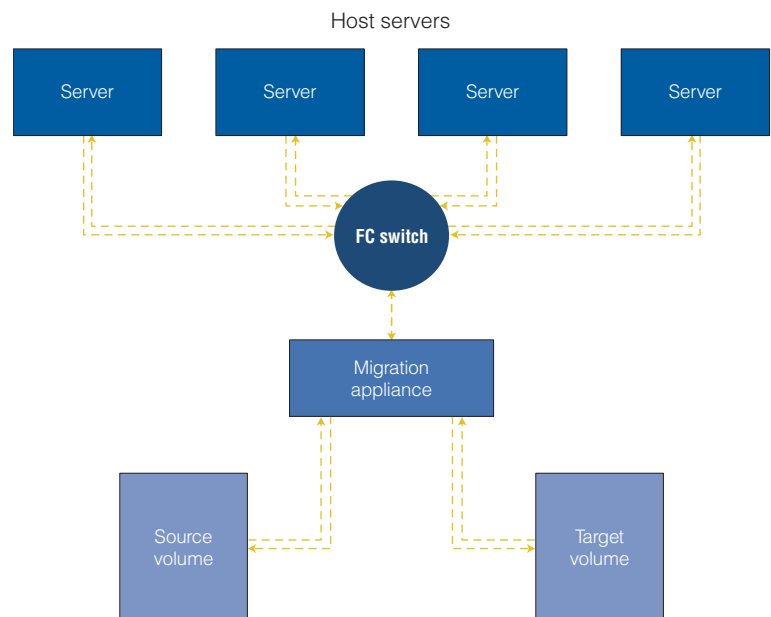 Host servers
Server
Server
Server
Server
FC switch
Migration
appliance
Source
volume
Target
volume